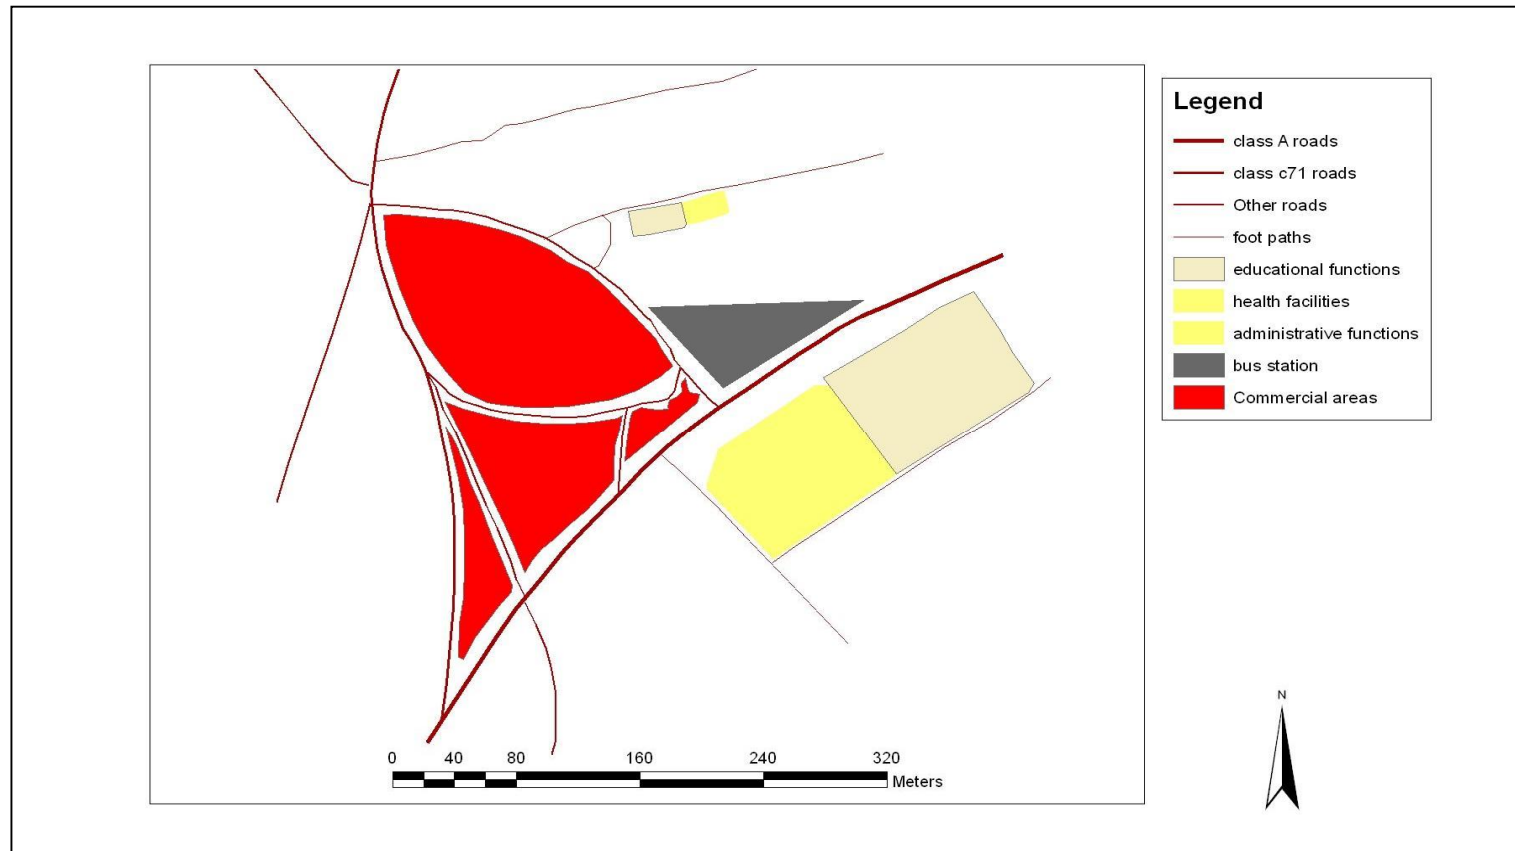 Legend
class A roads
class c71 roads
Other roads
foot paths
educational functions
health facilities
administrative functions
bus station
Commercial areas
N
0 40 80 160 240 320
Meters